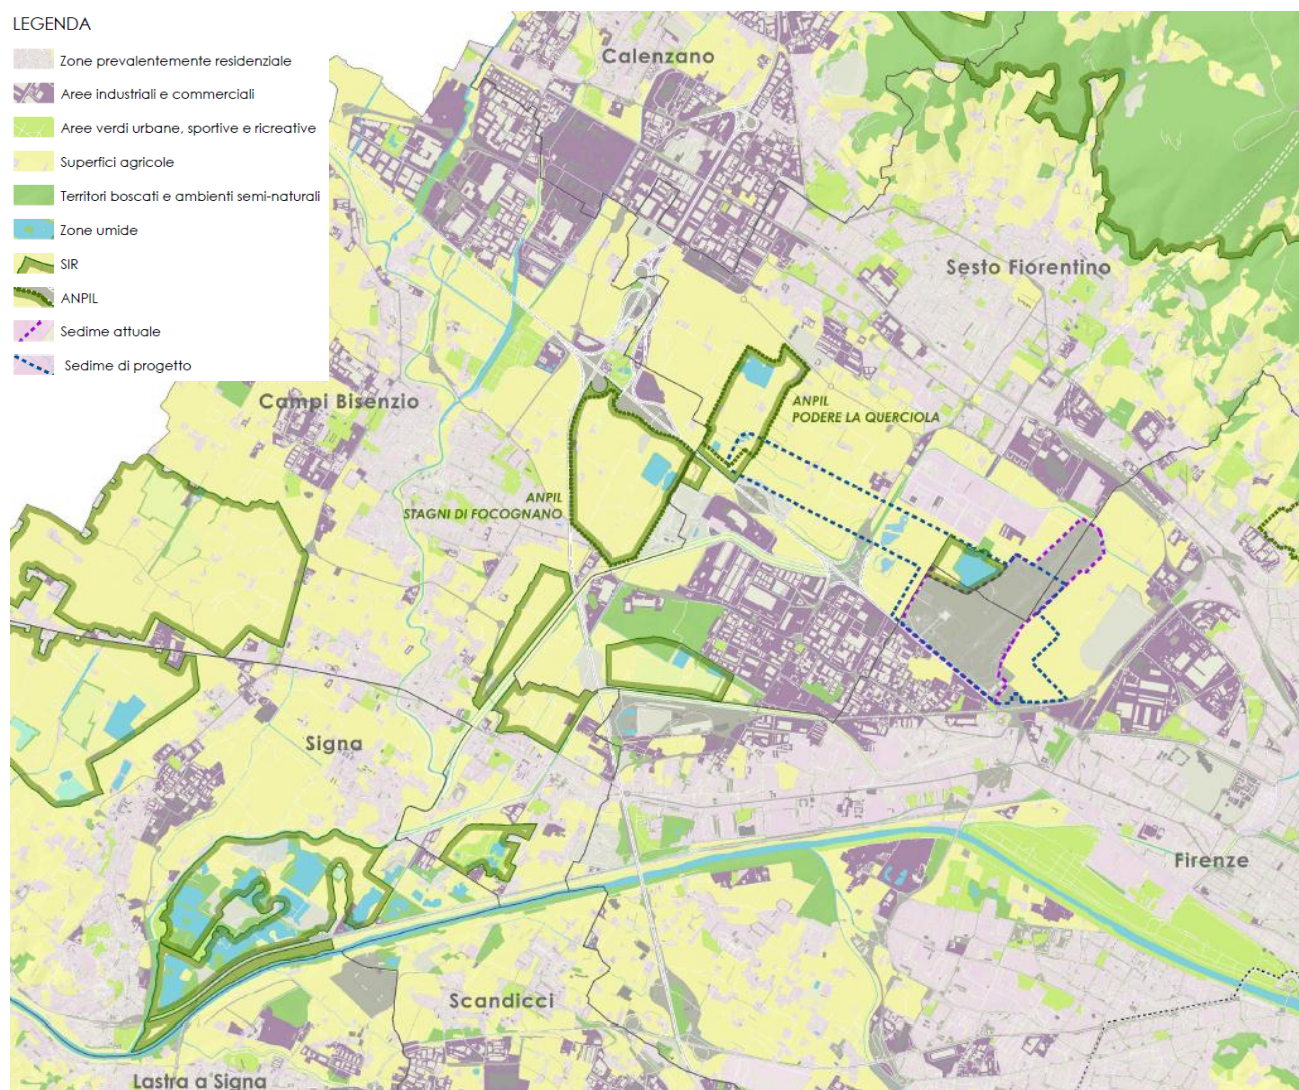 LEGENDA
Zone prevalentemente residenziale
Aree industriali e commerciali
Aree verdi urbane, sportive e ricreative
Superfici agricole
Territori boscati e ambienti semi-naturali
Zone umide
SIR
ANPIL
Sedime attuale
Sedime di progetto
Calenzano
Sesto Fiorentino
Campi Bisenzio
ANPIL
PODERE LA QUERCIOLA
ANPIL
STAGNI DI FOCOGNANO
Signa
Firenze
Scandicci
Lastra a Signa